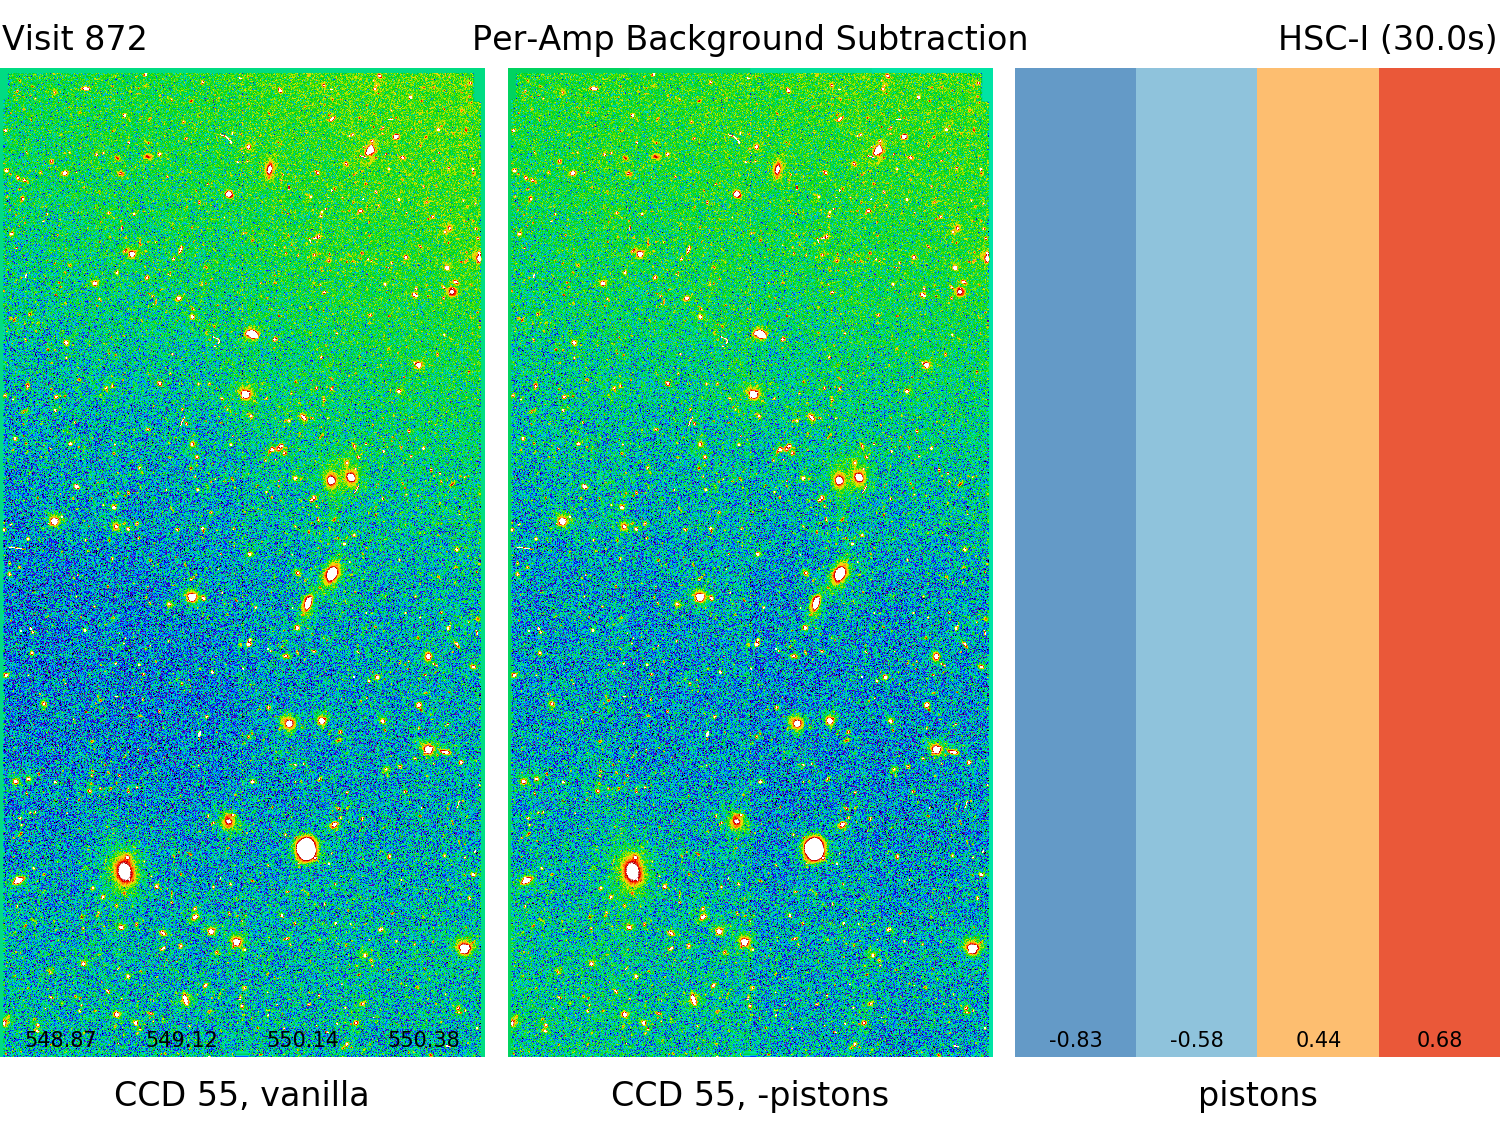 Visit 872 Per-Amp Background Subtraction HSC-I (30.0s)
548.87 549.12 550.14 550.38 -0.83 -0.58 0.44 0.68
CCD 55, vanilla CCD 55, -pistons pistons